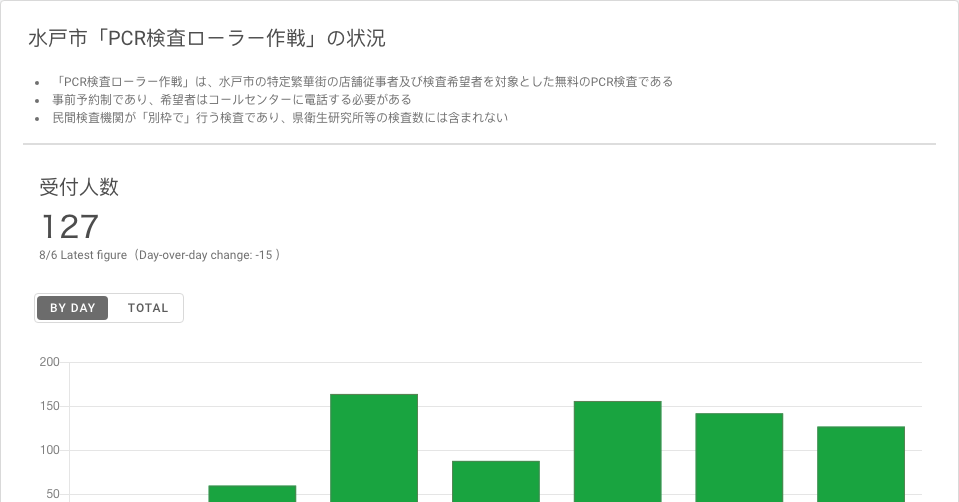 水戸市「PCR検査ローラー作戦」の状況
「PCR検査ローラー作戦」は、水戸市の特定繁華街の店舗従事者及び検査希望者を対象とした無料のPCR検査である
事前予約制であり、希望者はコールセンターに電話する必要がある
民間検査機関が「別枠で」行う検査であり、県衛生研究所等の検査数には含まれない
受付人数
127
8/6 Latest figure（Day-over-day change: -15 ）
BY DAY TOTAL
200
150
100
50